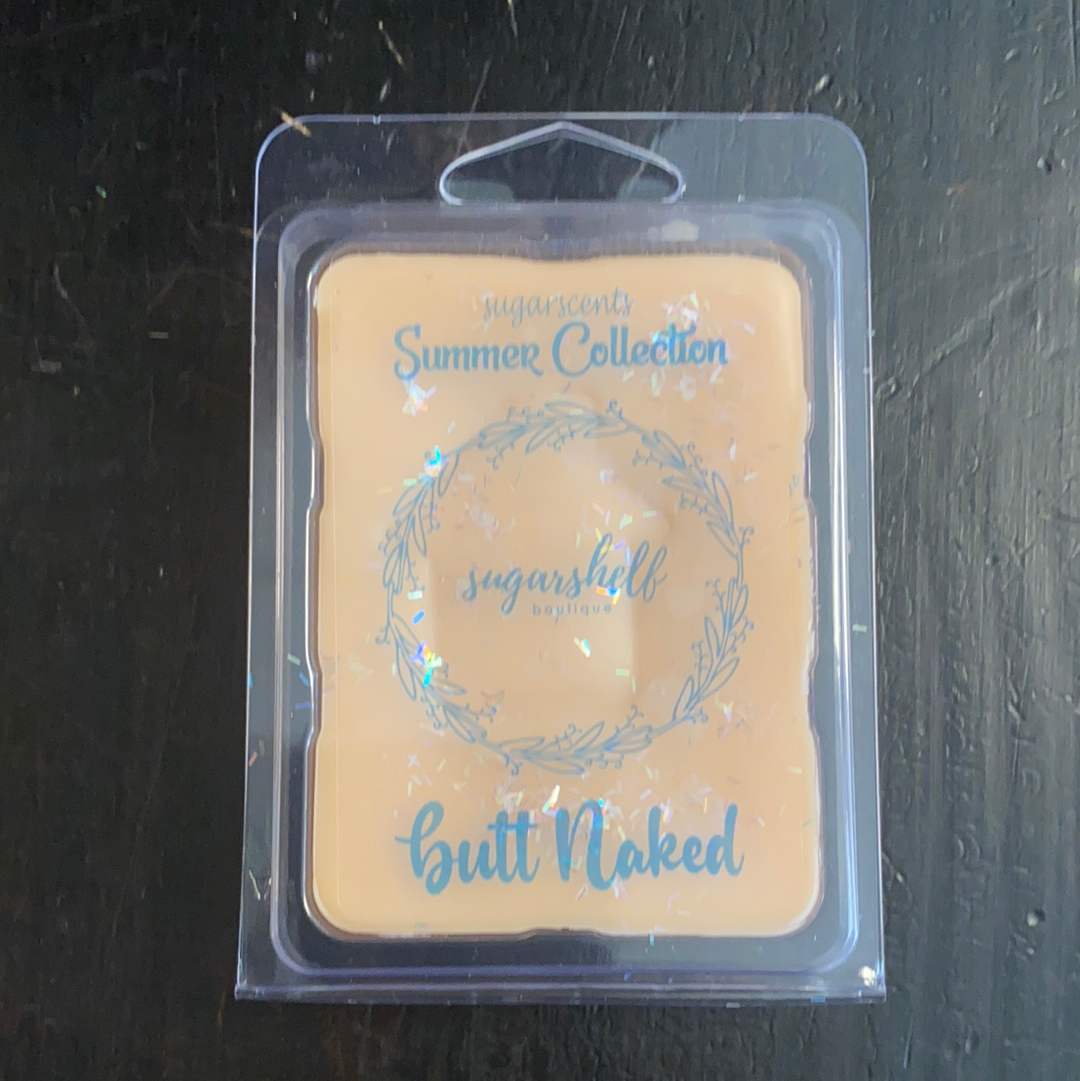 sugarscents
Summer Collection
sugarshelf
boutique
Butt Naked